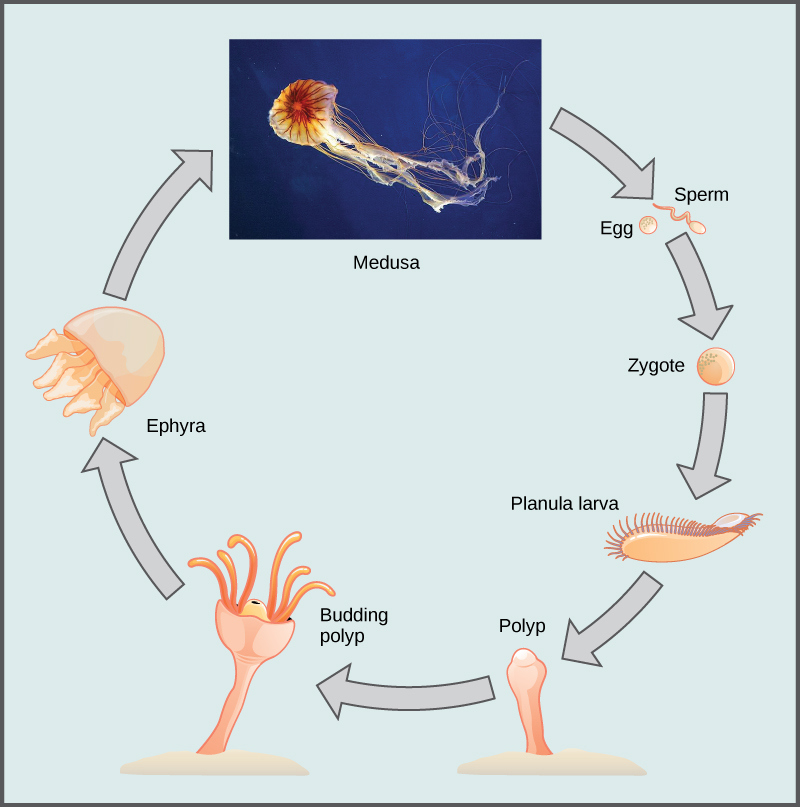 Medusa
Sperm
Egg
Zygote
Planula larva
Polyp
Budding
polyp
Ephyra